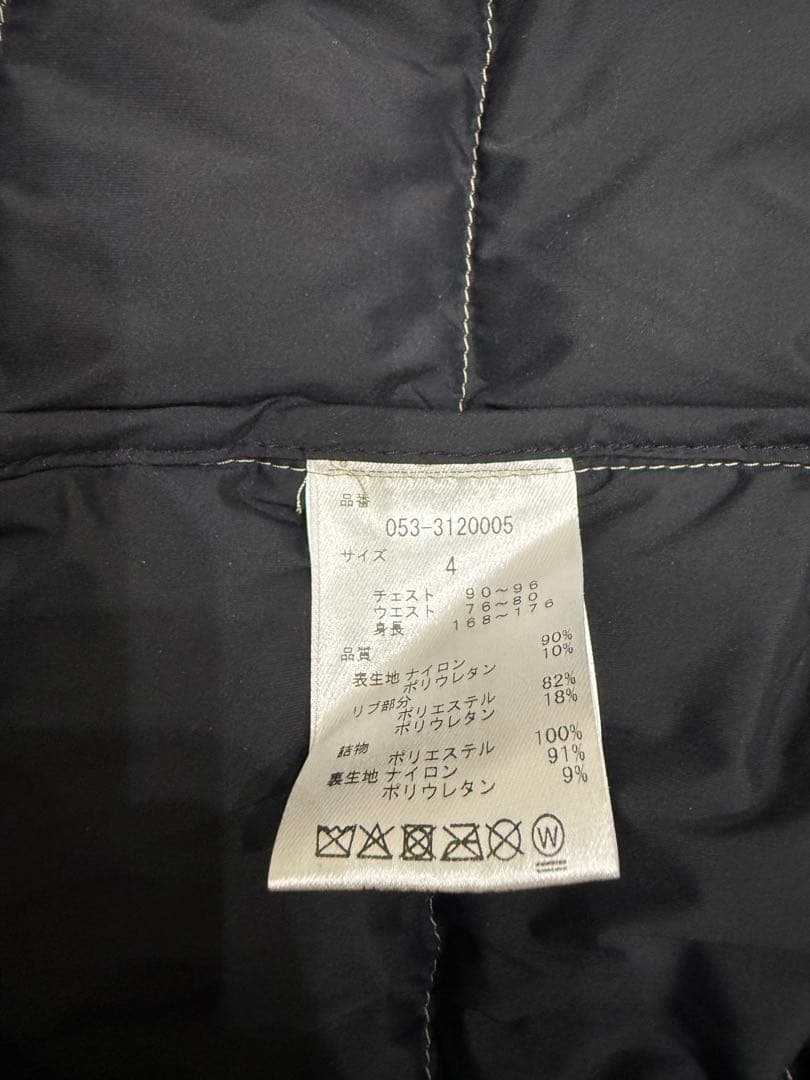 品番
053-3120005
サイズ
4
チェスト 90～96
ウエスト 76～80
身長 168～176
品質
表生地 ナイロン 90%
ポリウレタン 10%
リブ部分 ポリエステル 82%
ポリウレタン 18%
詰物 ポリエステル 100%
裏生地 ナイロン 91%
ポリウレタン 9%
W